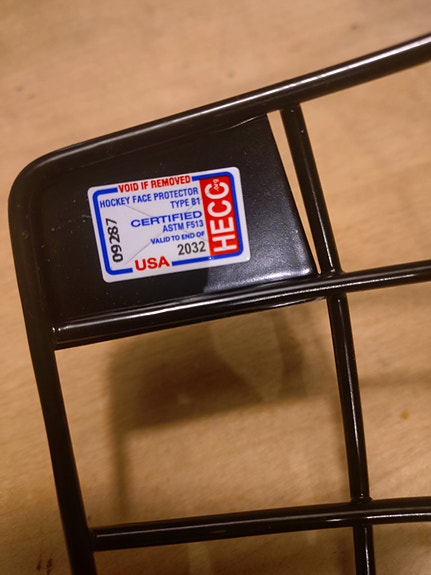 VOID IF REMOVED
HOCKEY FACE PROTECTOR
TYPE B1
CERTIFIED
ASTM F513
VALID TO END OF
2032
USA
09287
HECC